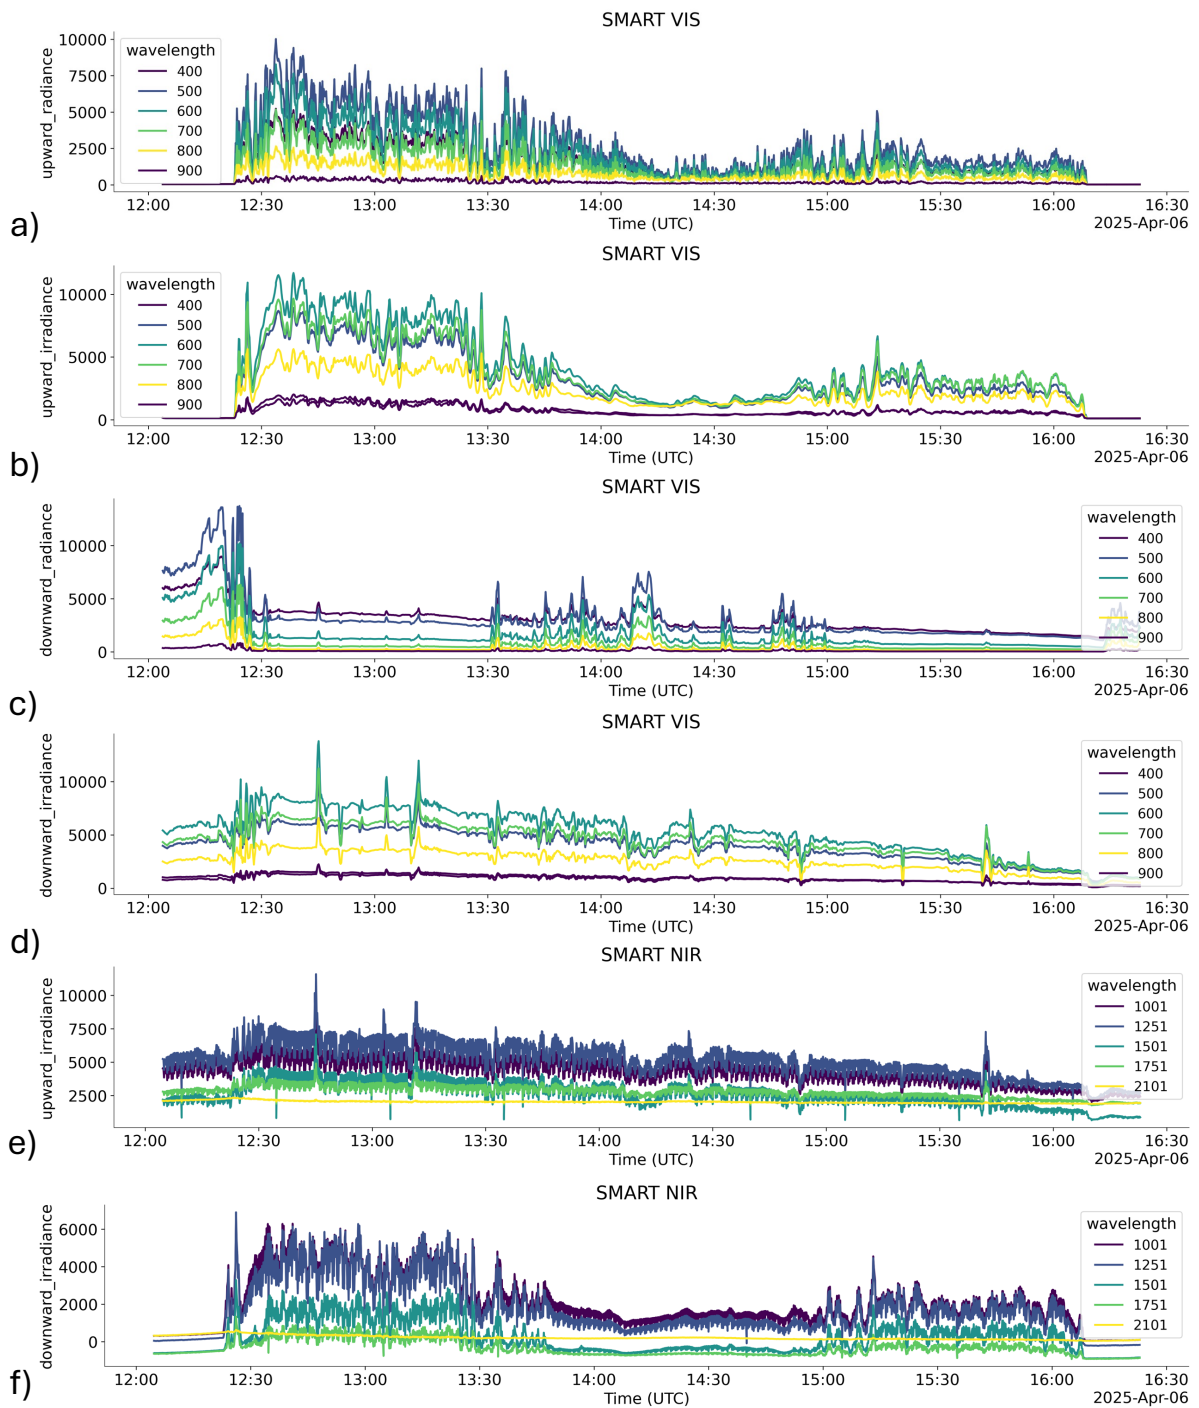 SMART VIS
upward_radiance
10000
7500
5000
2500
0
wavelength
400
500
600
700
800
900
12:00 12:30 13:00 13:30 14:00 14:30 15:00 15:30 16:00 16:30
Time (UTC)
2025-Apr-06
a)
SMART VIS
upward_irradiance
10000
5000
0
wavelength
400
500
600
700
800
900
12:00 12:30 13:00 13:30 14:00 14:30 15:00 15:30 16:00 16:30
Time (UTC)
2025-Apr-06
b)
SMART VIS
downward_radiance
10000
5000
0
wavelength
400
500
600
700
800
900
12:00 12:30 13:00 13:30 14:00 14:30 15:00 15:30 16:00 16:30
Time (UTC)
2025-Apr-06
c)
SMART VIS
downward_irradiance
10000
5000
0
wavelength
400
500
600
700
800
900
12:00 12:30 13:00 13:30 14:00 14:30 15:00 15:30 16:00 16:30
Time (UTC)
2025-Apr-06
d)
SMART NIR
upward_irradiance
10000
7500
5000
2500
wavelength
1001
1251
1501
1751
2101
12:00 12:30 13:00 13:30 14:00 14:30 15:00 15:30 16:00 16:30
Time (UTC)
2025-Apr-06
e)
SMART NIR
downward_irradiance
6000
4000
2000
0
wavelength
1001
1251
1501
1751
2101
12:00 12:30 13:00 13:30 14:00 14:30 15:00 15:30 16:00 16:30
Time (UTC)
2025-Apr-06
f)